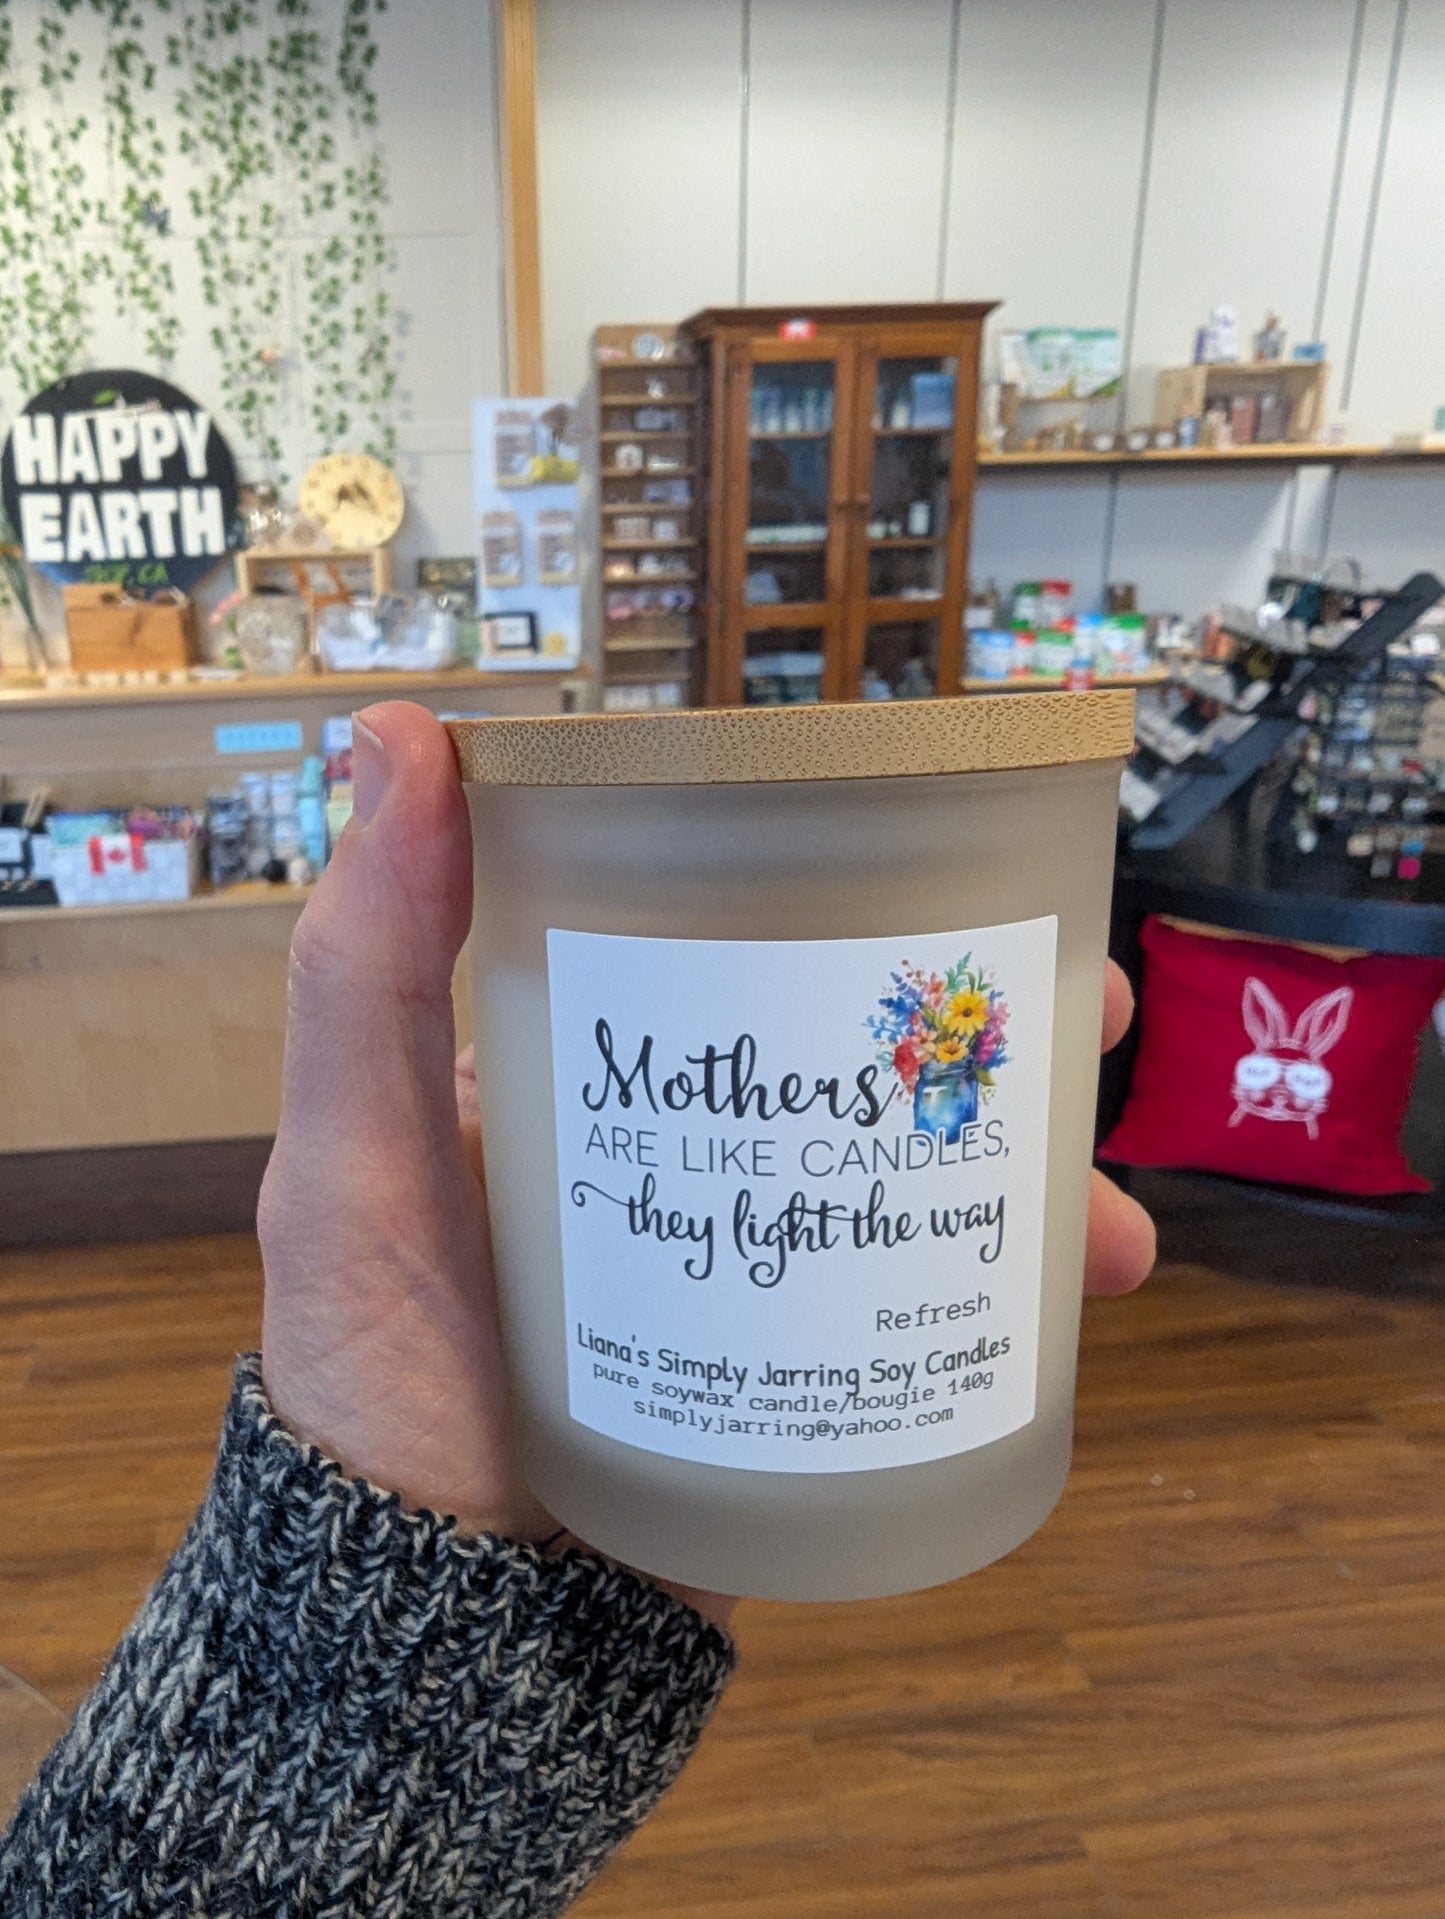 HAPPY
EARTH
Mothers
ARE LIKE CANDLES,
they light the way
Refresh
Liana's Simply Jarring Soy Candles
pure soywax candle/bougie 140g
simplyjarring@yahoo.com